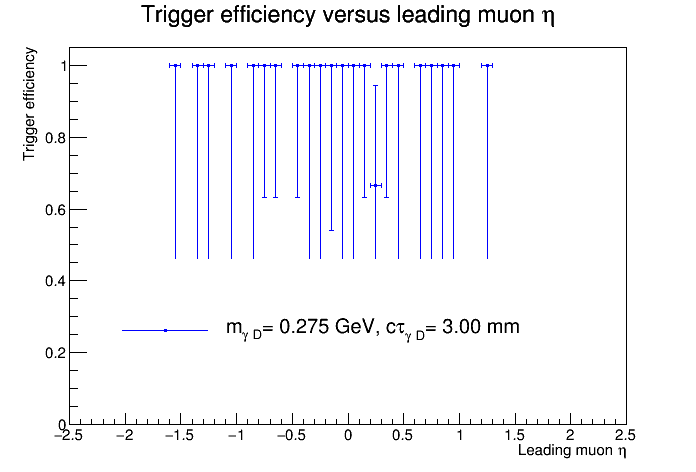 Trigger efficiency versus leading muon η
Trigger efficiency
1
0.8
0.6
0.4
0.2
0
m_γ D= 0.275 GeV, cτ_γ D= 3.00 mm
−2.5 −2 −1.5 −1 −0.5 0 0.5 1 1.5 2 2.5
Leading muon η